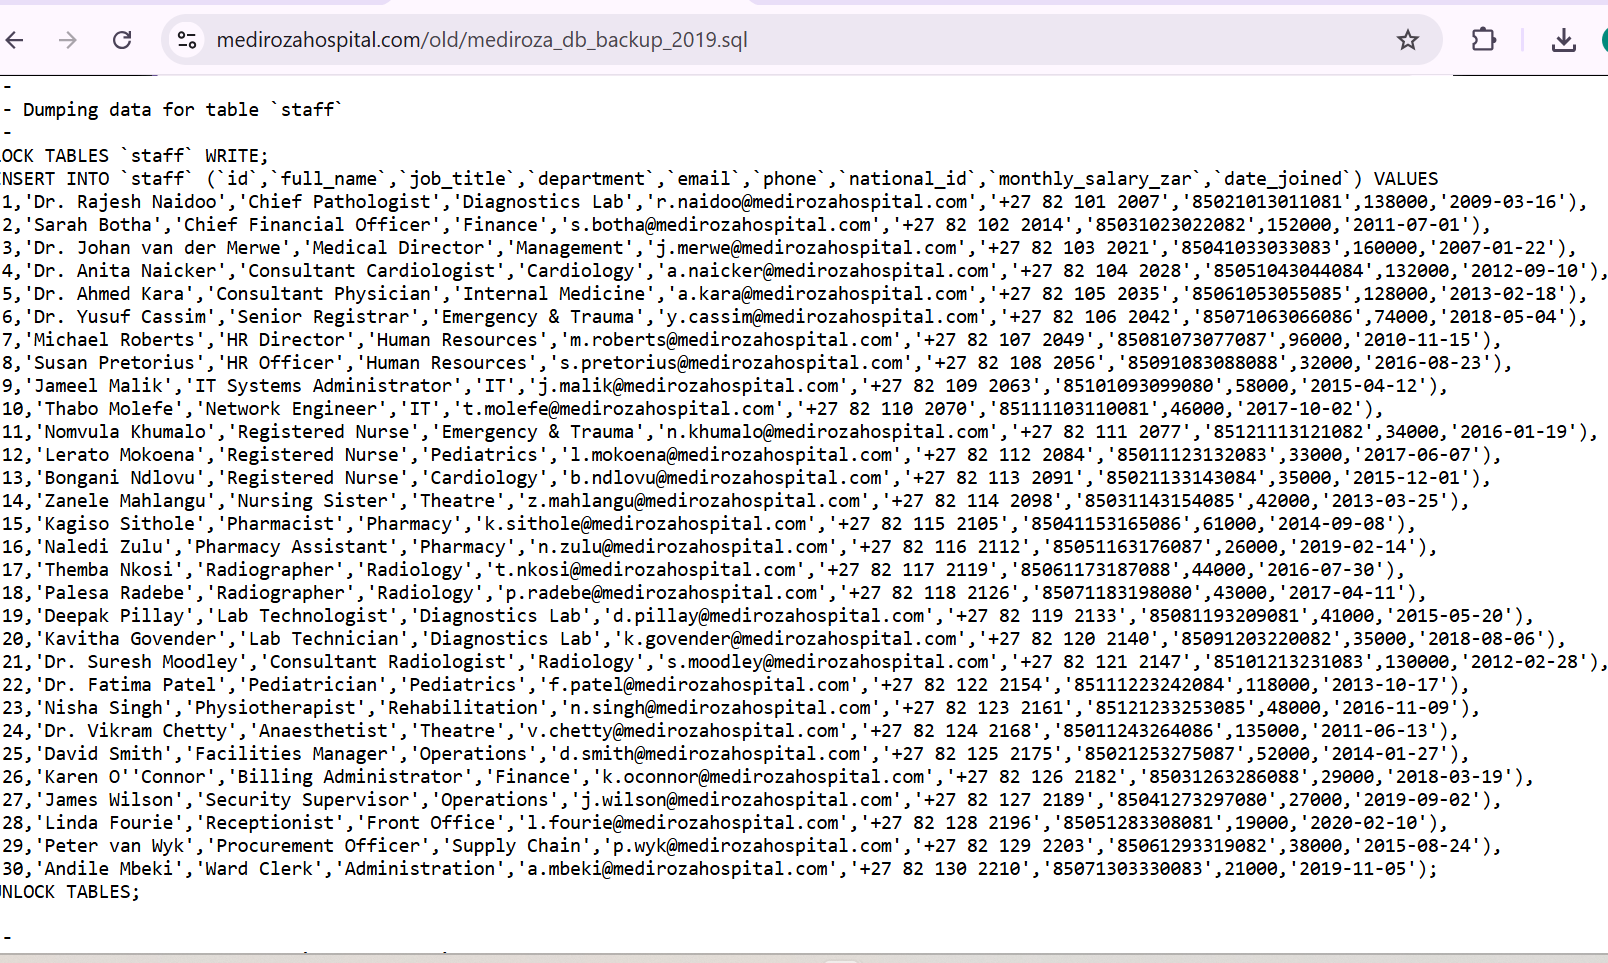 medirozahospital.com/old/mediroza_db_backup_2019.sql
-
- Dumping data for table `staff`
-
LOCK TABLES `staff` WRITE;
INSERT INTO `staff` (`id`,`full_name`,`job_title`,`department`,`email`,`phone`,`national_id`,`monthly_salary_zar`,`date_joined`) VALUES
1,'Dr. Rajesh Naidoo','Chief Pathologist','Diagnostics Lab','r.naidoo@medirozahospital.com','+27 82 101 2007','85021013011081',138000,'2009-03-16'),
2,'Sarah Botha','Chief Financial Officer','Finance','s.botha@medirozahospital.com','+27 82 102 2014','85031023022082',152000,'2011-07-01'),
3,'Dr. Johan van der Merwe','Medical Director','Management','j.merwe@medirozahospital.com','+27 82 103 2021','85041033033083',160000,'2007-01-22'),
4,'Dr. Anita Naicker','Consultant Cardiologist','Cardiology','a.naicker@medirozahospital.com','+27 82 104 2028','85051043044084',132000,'2012-09-10'),
5,'Dr. Ahmed Kara','Consultant Physician','Internal Medicine','a.kara@medirozahospital.com','+27 82 105 2035','85061053055085',128000,'2013-02-18'),
6,'Dr. Yusuf Cassim','Senior Registrar','Emergency & Trauma','y.cassim@medirozahospital.com','+27 82 106 2042','85071063066086',74000,'2018-05-04'),
7,'Michael Roberts','HR Director','Human Resources','m.roberts@medirozahospital.com','+27 82 107 2049','85081073077087',96000,'2010-11-15'),
8,'Susan Pretorius','HR Officer','Human Resources','s.pretorius@medirozahospital.com','+27 82 108 2056','85091083088088',32000,'2016-08-23'),
9,'Jameel Malik','IT Systems Administrator','IT','j.malik@medirozahospital.com','+27 82 109 2063','85101093099080',58000,'2015-04-12'),
10,'Thabo Molefe','Network Engineer','IT','t.molefe@medirozahospital.com','+27 82 110 2070','85111103110081',46000,'2017-10-02'),
11,'Nomvula Khumalo','Registered Nurse','Emergency & Trauma','n.khumalo@medirozahospital.com','+27 82 111 2077','85121113121082',34000,'2016-01-19'),
12,'Lerato Mokoena','Registered Nurse','Pediatrics','l.mokoena@medirozahospital.com','+27 82 112 2084','85011123132083',33000,'2017-06-07'),
13,'Bongani Ndlovu','Registered Nurse','Cardiology','b.ndlovu@medirozahospital.com','+27 82 113 2091','85021133143084',35000,'2015-12-01'),
14,'Zanele Mahlangu','Nursing Sister','Theatre','z.mahlangu@medirozahospital.com','+27 82 114 2098','85031143154085',42000,'2013-03-25'),
15,'Kagiso Sithole','Pharmacist','Pharmacy','k.sithole@medirozahospital.com','+27 82 115 2105','85041153165086',61000,'2014-09-08'),
16,'Naledi Zulu','Pharmacy Assistant','Pharmacy','n.zulu@medirozahospital.com','+27 82 116 2112','85051163176087',26000,'2019-02-14'),
17,'Themba Nkosi','Radiographer','Radiology','t.nkosi@medirozahospital.com','+27 82 117 2119','85061173187088',44000,'2016-07-30'),
18,'Palesa Radebe','Radiographer','Radiology','p.radebe@medirozahospital.com','+27 82 118 2126','85071183198080',43000,'2017-04-11'),
19,'Deepak Pillay','Lab Technologist','Diagnostics Lab','d.pillay@medirozahospital.com','+27 82 119 2133','85081193209081',41000,'2015-05-20'),
20,'Kavitha Govender','Lab Technician','Diagnostics Lab','k.govender@medirozahospital.com','+27 82 120 2140','85091203220082',35000,'2018-08-06'),
21,'Dr. Suresh Moodley','Consultant Radiologist','Radiology','s.moodley@medirozahospital.com','+27 82 121 2147','85101213231083',130000,'2012-02-28'),
22,'Dr. Fatima Patel','Pediatrician','Pediatrics','f.patel@medirozahospital.com','+27 82 122 2154','85111223242084',118000,'2013-10-17'),
23,'Nisha Singh','Physiotherapist','Rehabilitation','n.singh@medirozahospital.com','+27 82 123 2161','85121233253085',48000,'2016-11-09'),
24,'Dr. Vikram Chetty','Anaesthetist','Theatre','v.chetty@medirozahospital.com','+27 82 124 2168','85011243264086',135000,'2011-06-13'),
25,'David Smith','Facilities Manager','Operations','d.smith@medirozahospital.com','+27 82 125 2175','85021253275087',52000,'2014-01-27'),
26,'Karen O''Connor','Billing Administrator','Finance','k.oconnor@medirozahospital.com','+27 82 126 2182','85031263286088',29000,'2018-03-19'),
27,'James Wilson','Security Supervisor','Operations','j.wilson@medirozahospital.com','+27 82 127 2189','85041273297080',27000,'2019-09-02'),
28,'Linda Fourie','Receptionist','Front Office','l.fourie@medirozahospital.com','+27 82 128 2196','85051283308081',19000,'2020-02-10'),
29,'Peter van Wyk','Procurement Officer','Supply Chain','p.wyk@medirozahospital.com','+27 82 129 2203','85061293319082',38000,'2015-08-24'),
30,'Andile Mbeki','Ward Clerk','Administration','a.mbeki@medirozahospital.com','+27 82 130 2210','85071303330083',21000,'2019-11-05');
UNLOCK TABLES;
-